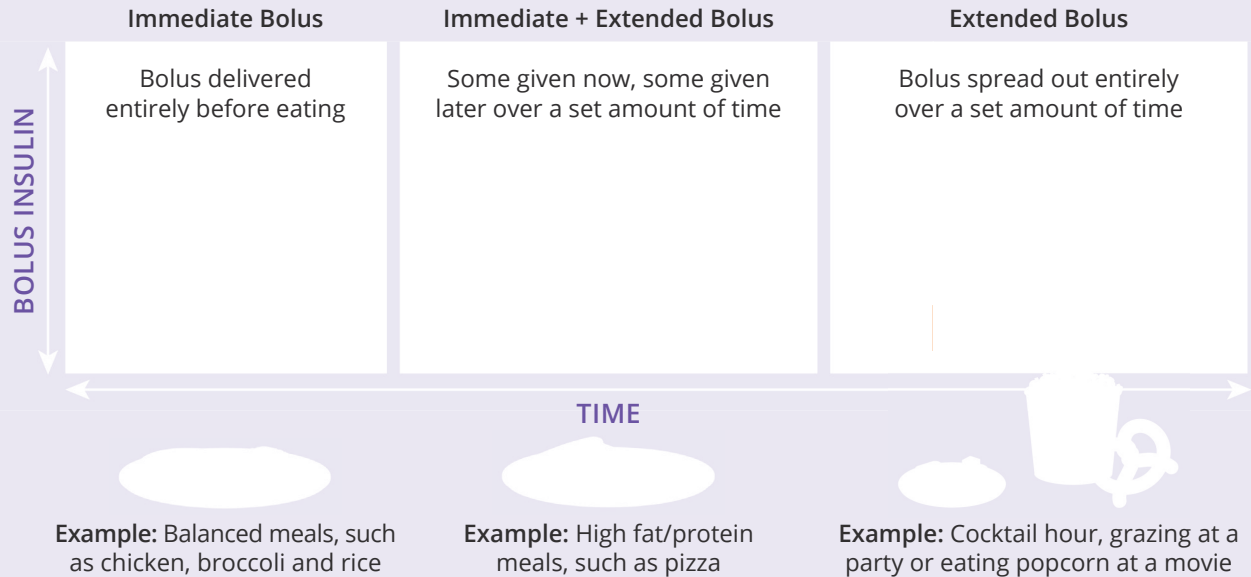 Immediate Bolus
Immediate + Extended Bolus
Extended Bolus
Bolus delivered
entirely before eating
Some given now, some given
later over a set amount of time
Bolus spread out entirely
over a set amount of time
BOLUS INSULIN
TIME
Example: Balanced meals, such
as chicken, broccoli and rice
Example: High fat/protein
meals, such as pizza
Example: Cocktail hour, grazing at a
party or eating popcorn at a movie